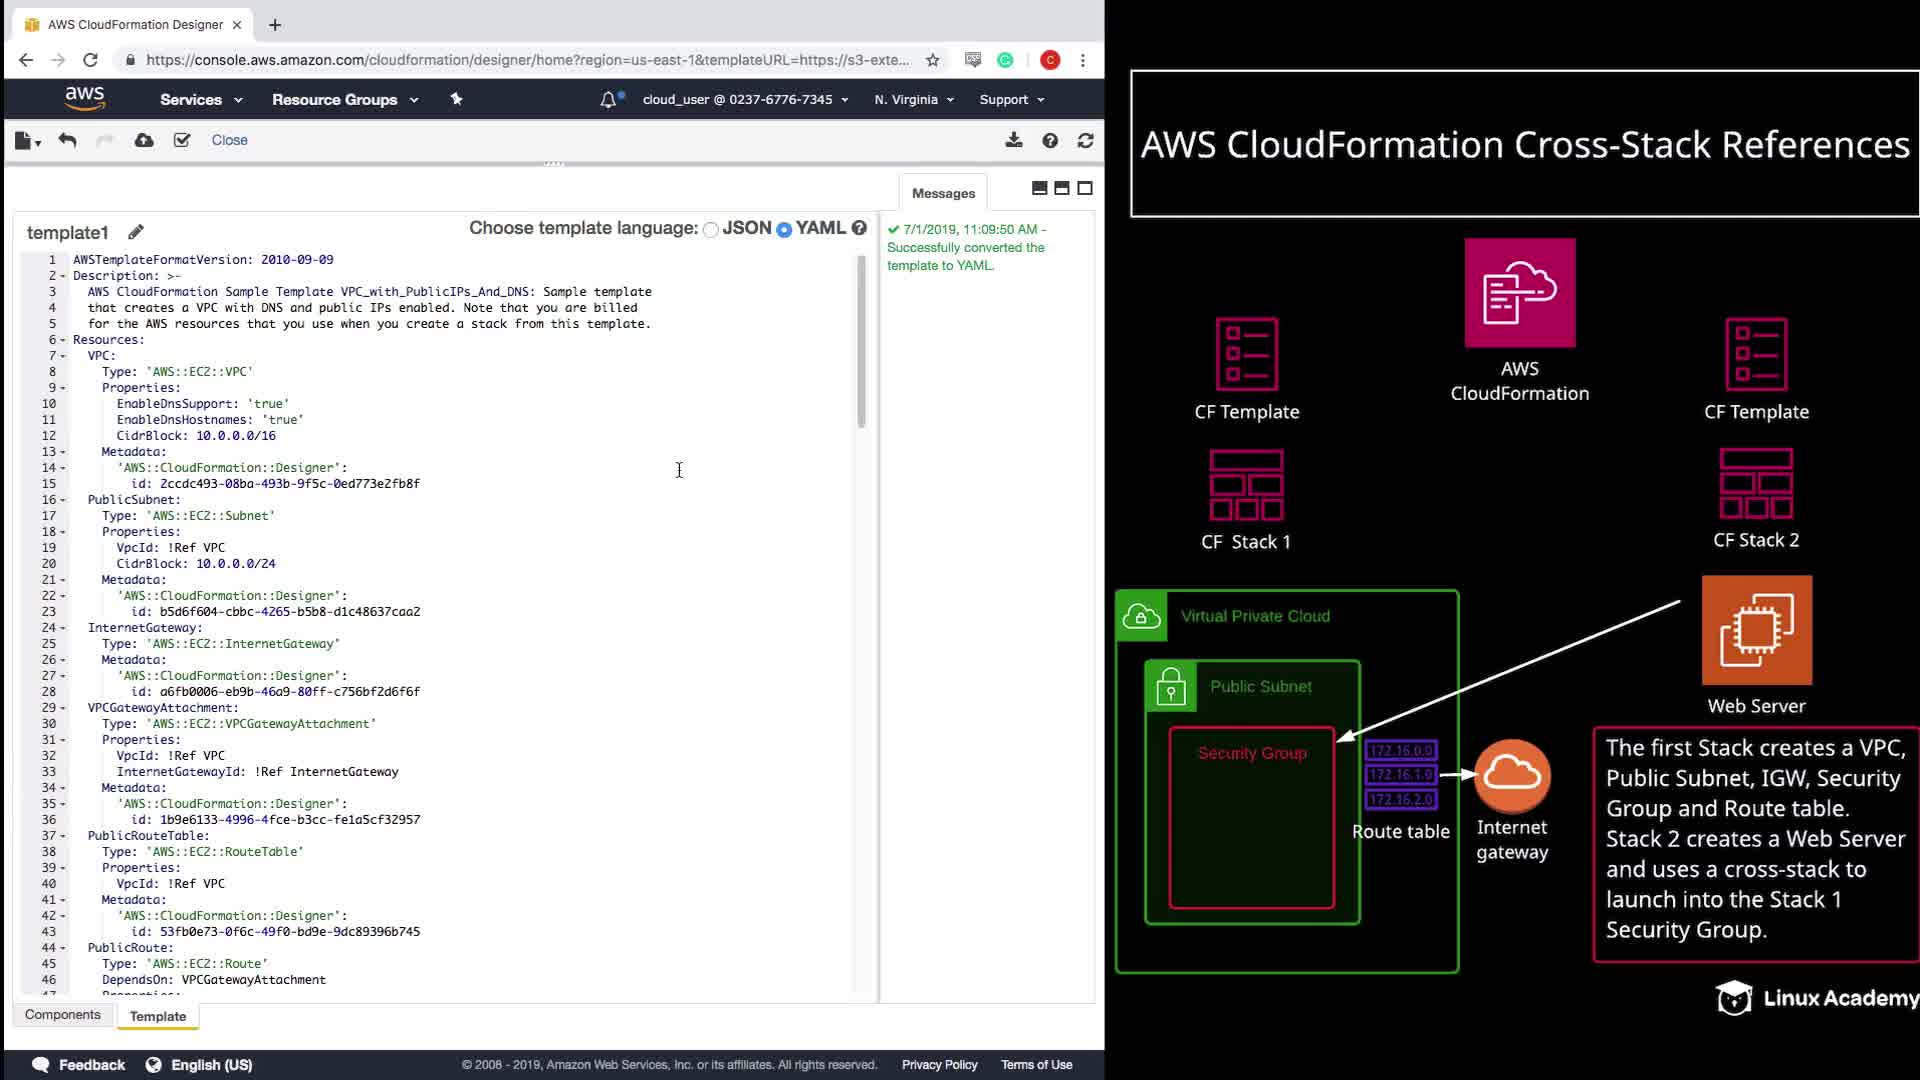 AWS CloudFormation Designer
https://console.aws.amazon.com/cloudformation/designer/home?region=us-east-1&templateURL=https://s3-exte...
C
aws
Services
Resource Groups
cloud_user @ 0237-6776-7345
N. Virginia
Support
Close
Messages
template1
Choose template language: JSON YAML
7/1/2019, 11:09:50 AM -
Successfully converted the
template to YAML.
1 AWSTemplateFormatVersion: 2010-09-09
2 Description: >-
3 AWS CloudFormation Sample Template VPC_with_PublicIPs_And_DNS: Sample template
4 that creates a VPC with DNS and public IPs enabled. Note that you are billed
5 for the AWS resources that you use when you create a stack from this template.
6 Resources:
7 VPC:
8 Type: 'AWS::EC2::VPC'
9 Properties:
10 EnableDnsSupport: 'true'
11 EnableDnsHostnames: 'true'
12 CidrBlock: 10.0.0.0/16
13 Metadata:
14 'AWS::CloudFormation::Designer':
15 id: 2ccdc493-08ba-493b-9f5c-0ed773e2fb8f
16 PublicSubnet:
17 Type: 'AWS::EC2::Subnet'
18 Properties:
19 VpcId: !Ref VPC
20 CidrBlock: 10.0.0.0/24
21 Metadata:
22 'AWS::CloudFormation::Designer':
23 id: b5d6f604-cbbc-4265-b5b8-d1c48637caa2
24 InternetGateway:
25 Type: 'AWS::EC2::InternetGateway'
26 Metadata:
27 'AWS::CloudFormation::Designer':
28 id: a6fb0006-eb9b-46a9-80ff-c756bf2d6f6f
29 VPCGatewayAttachment:
30 Type: 'AWS::EC2::VPCGatewayAttachment'
31 Properties:
32 VpcId: !Ref VPC
33 InternetGatewayId: !Ref InternetGateway
34 Metadata:
35 'AWS::CloudFormation::Designer':
36 id: 1b9e6133-4996-4fce-b3cc-fe1a5cf32957
37 PublicRouteTable:
38 Type: 'AWS::EC2::RouteTable'
39 Properties:
40 VpcId: !Ref VPC
41 Metadata:
42 'AWS::CloudFormation::Designer':
43 id: 53fb0e73-0f6c-49f0-bd9e-9dc89396b745
44 PublicRoute:
45 Type: 'AWS::EC2::Route'
46 DependsOn: VPCGatewayAttachment
47 Properties:
Components
Template
Feedback
English (US)
© 2008 - 2019, Amazon Web Services, Inc. or its affiliates. All rights reserved.
Privacy Policy
Terms of Use
AWS CloudFormation Cross-Stack References
AWS
CloudFormation
CF Template
CF Template
CF Stack 1
CF Stack 2
Virtual Private Cloud
Public Subnet
Security Group
172.16.0.0
172.16.1.0
172.16.2.0
Route table
Internet
gateway
Web Server
The first Stack creates a VPC,
Public Subnet, IGW, Security
Group and Route table.
Stack 2 creates a Web Server
and uses a cross-stack to
launch into the Stack 1
Security Group.
Linux Academy